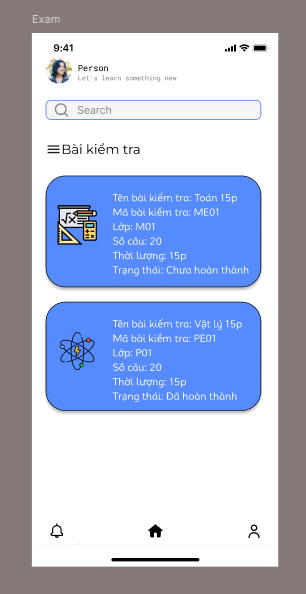 Exam
9:41
Person
Let's learn something new
Search
Bài kiểm tra
Tên bài kiểm tra: Toán 15p
Mã bài kiểm tra: ME01
Lớp: M01
Số câu: 20
Thời lượng: 15p
Trạng thái: Chưa hoàn thành
Tên bài kiểm tra: Vật lý 15p
Mã bài kiểm tra: PE01
Lớp: P01
Số câu: 20
Thời lượng: 15p
Trạng thái: Đã hoàn thành